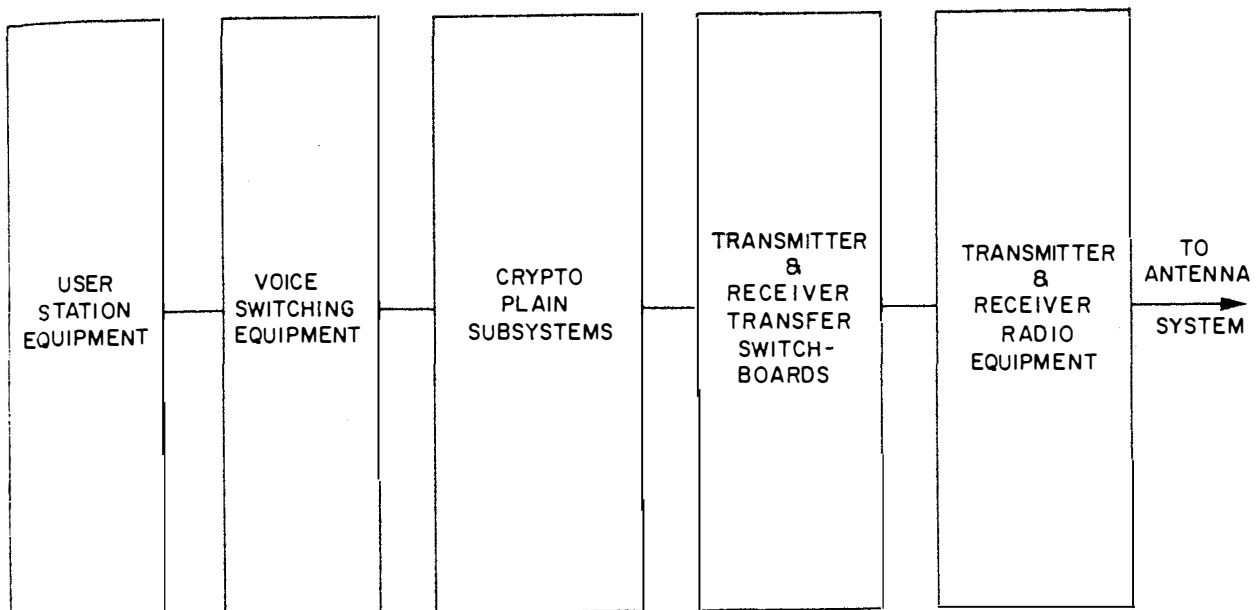 USER
STATION
EQUIPMENT
VOICE
SWITCHING
EQUIPMENT
CRYPTO
PLAIN
SUBSYSTEMS
TRANSMITTER
&
RECEIVER
TRANSFER
SWITCH-
BOARDS
TRANSMITTER
&
RECEIVER
RADIO
EQUIPMENT
TO
ANTENNA
SYSTEM